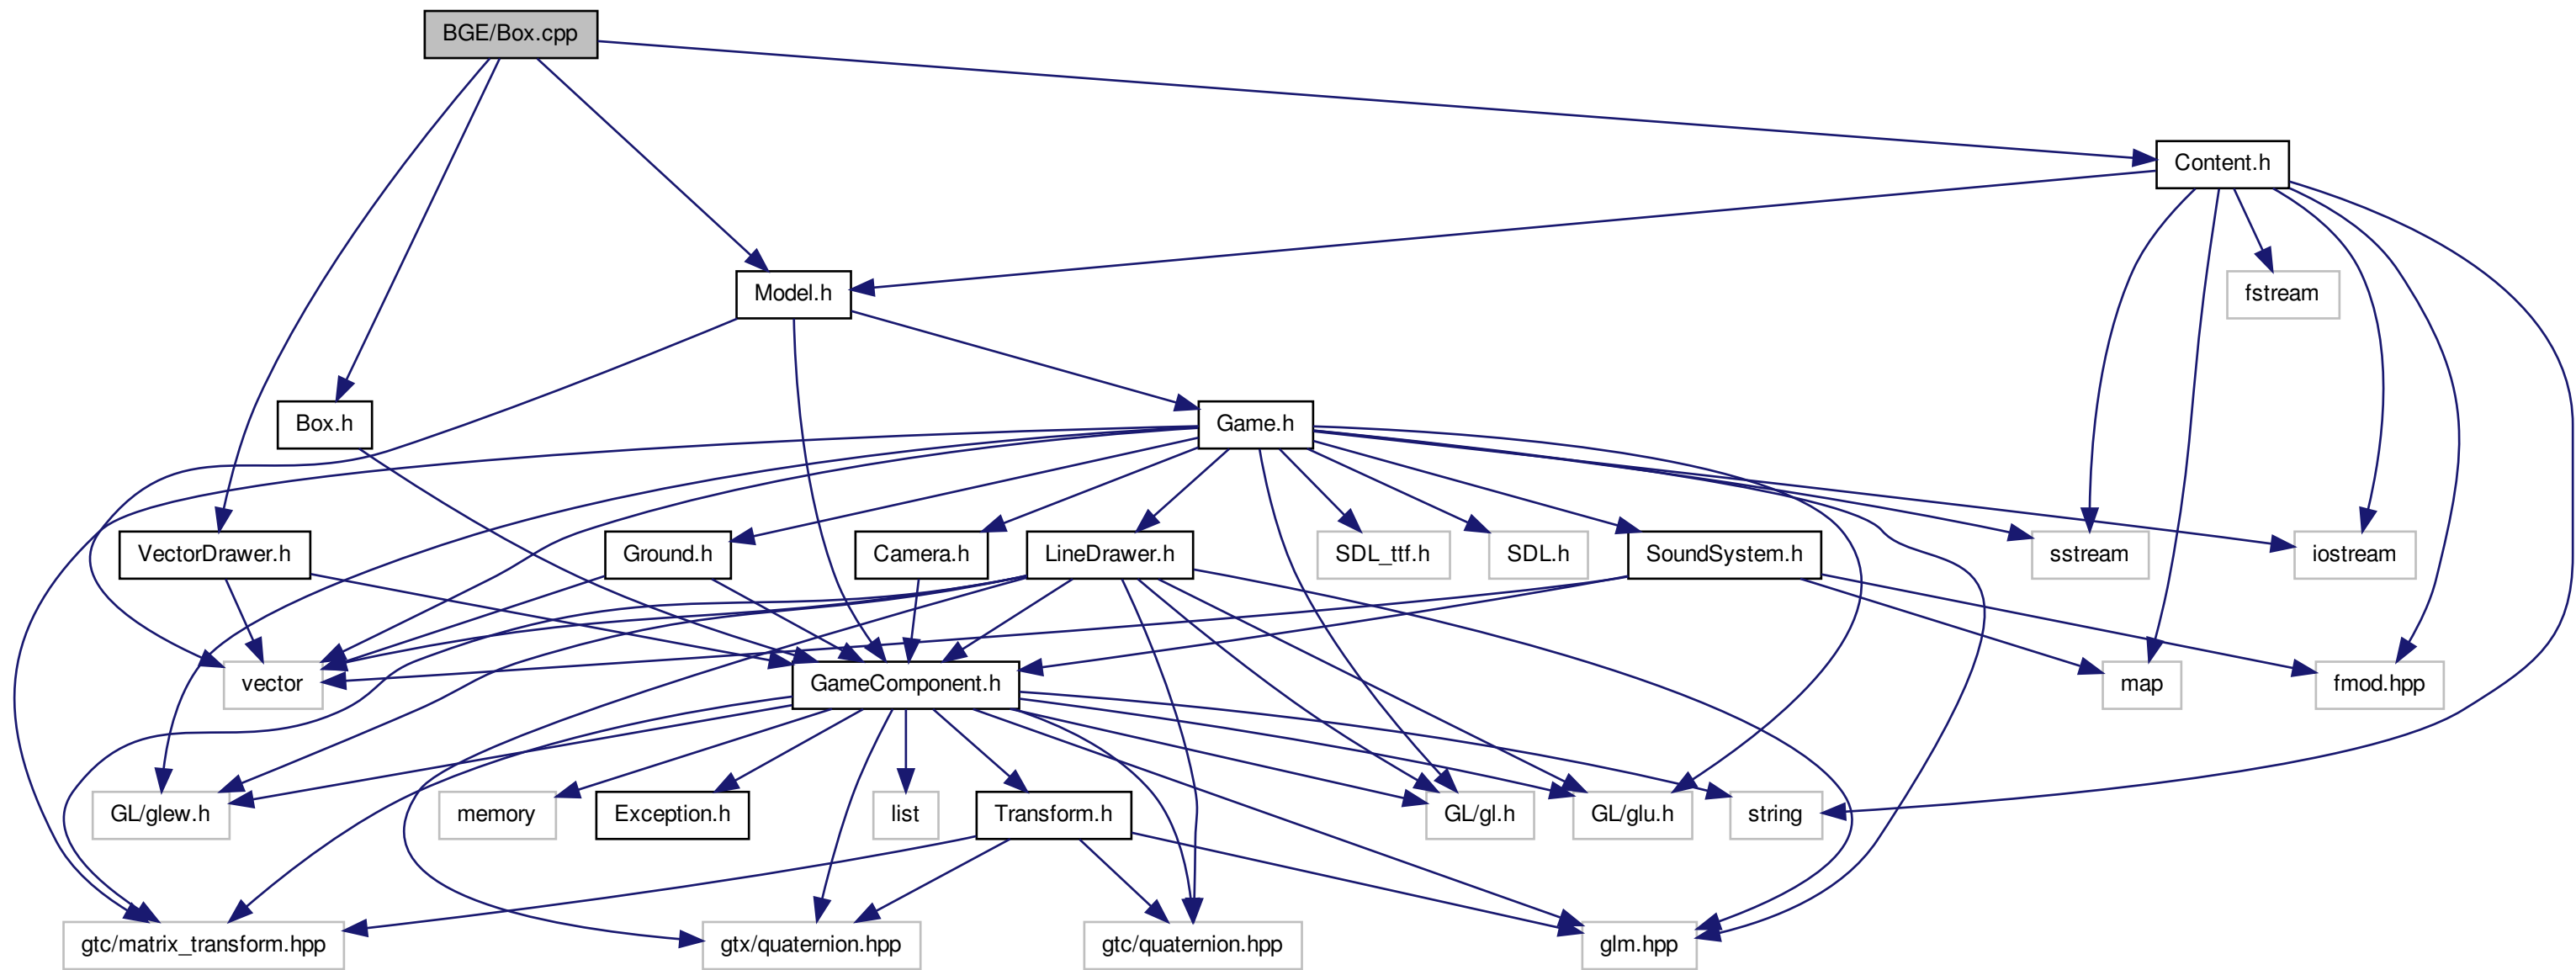 BGE/Box.cpp
Content.h
Model.h
fstream
Box.h
Game.h
VectorDrawer.h
Ground.h
Camera.h
LineDrawer.h
SDL_ttf.h
SDL.h
SoundSystem.h
sstream
iostream
vector
GameComponent.h
map
fmod.hpp
GL/glew.h
memory
Exception.h
list
Transform.h
GL/gl.h
GL/glu.h
string
gtc/matrix_transform.hpp
gtx/quaternion.hpp
gtc/quaternion.hpp
glm.hpp